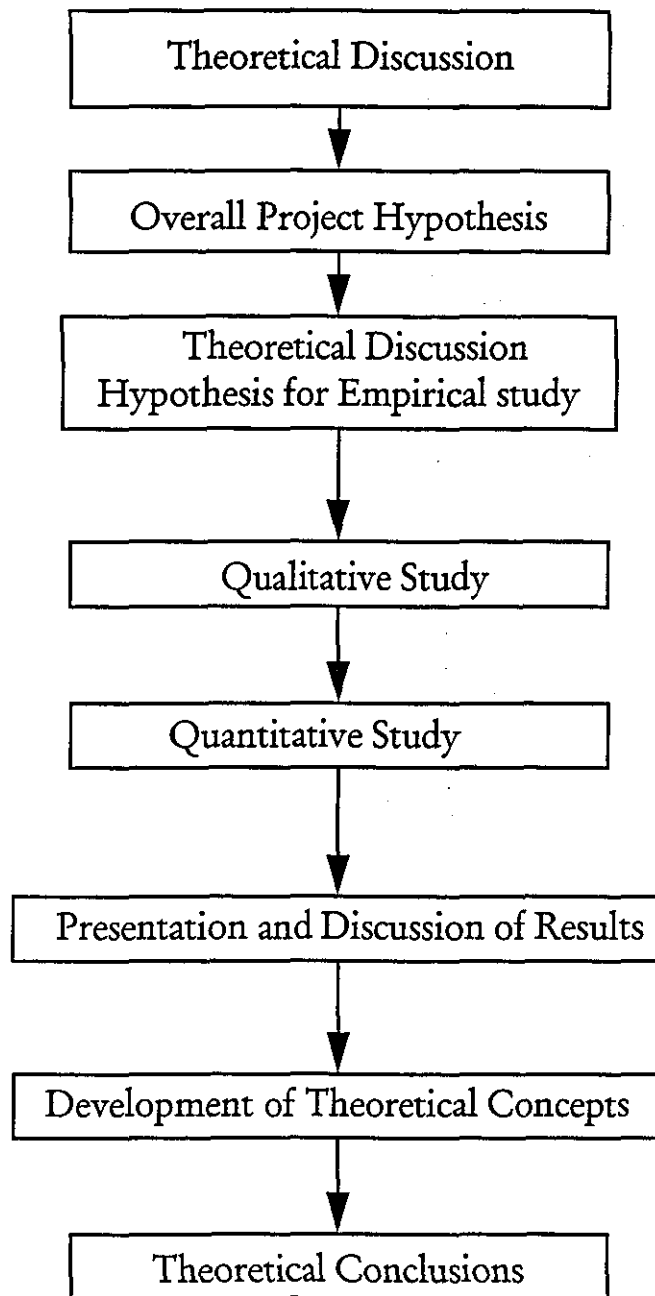 Theoretical Discussion
Overall Project Hypothesis
Theoretical Discussion
Hypothesis for Empirical study
Qualitative Study
Quantitative Study
Presentation and Discussion of Results
Development of Theoretical Concepts
Theoretical Conclusions